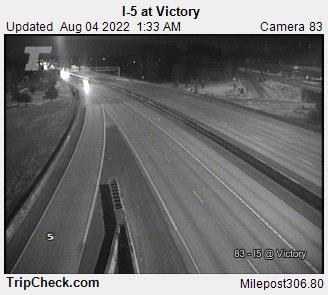 I-5 at Victory
Updated Aug 04 2022 1:33 AM Camera 83
T
S
83 - I5 @ Victory
TripCheck.com Milepost306.80